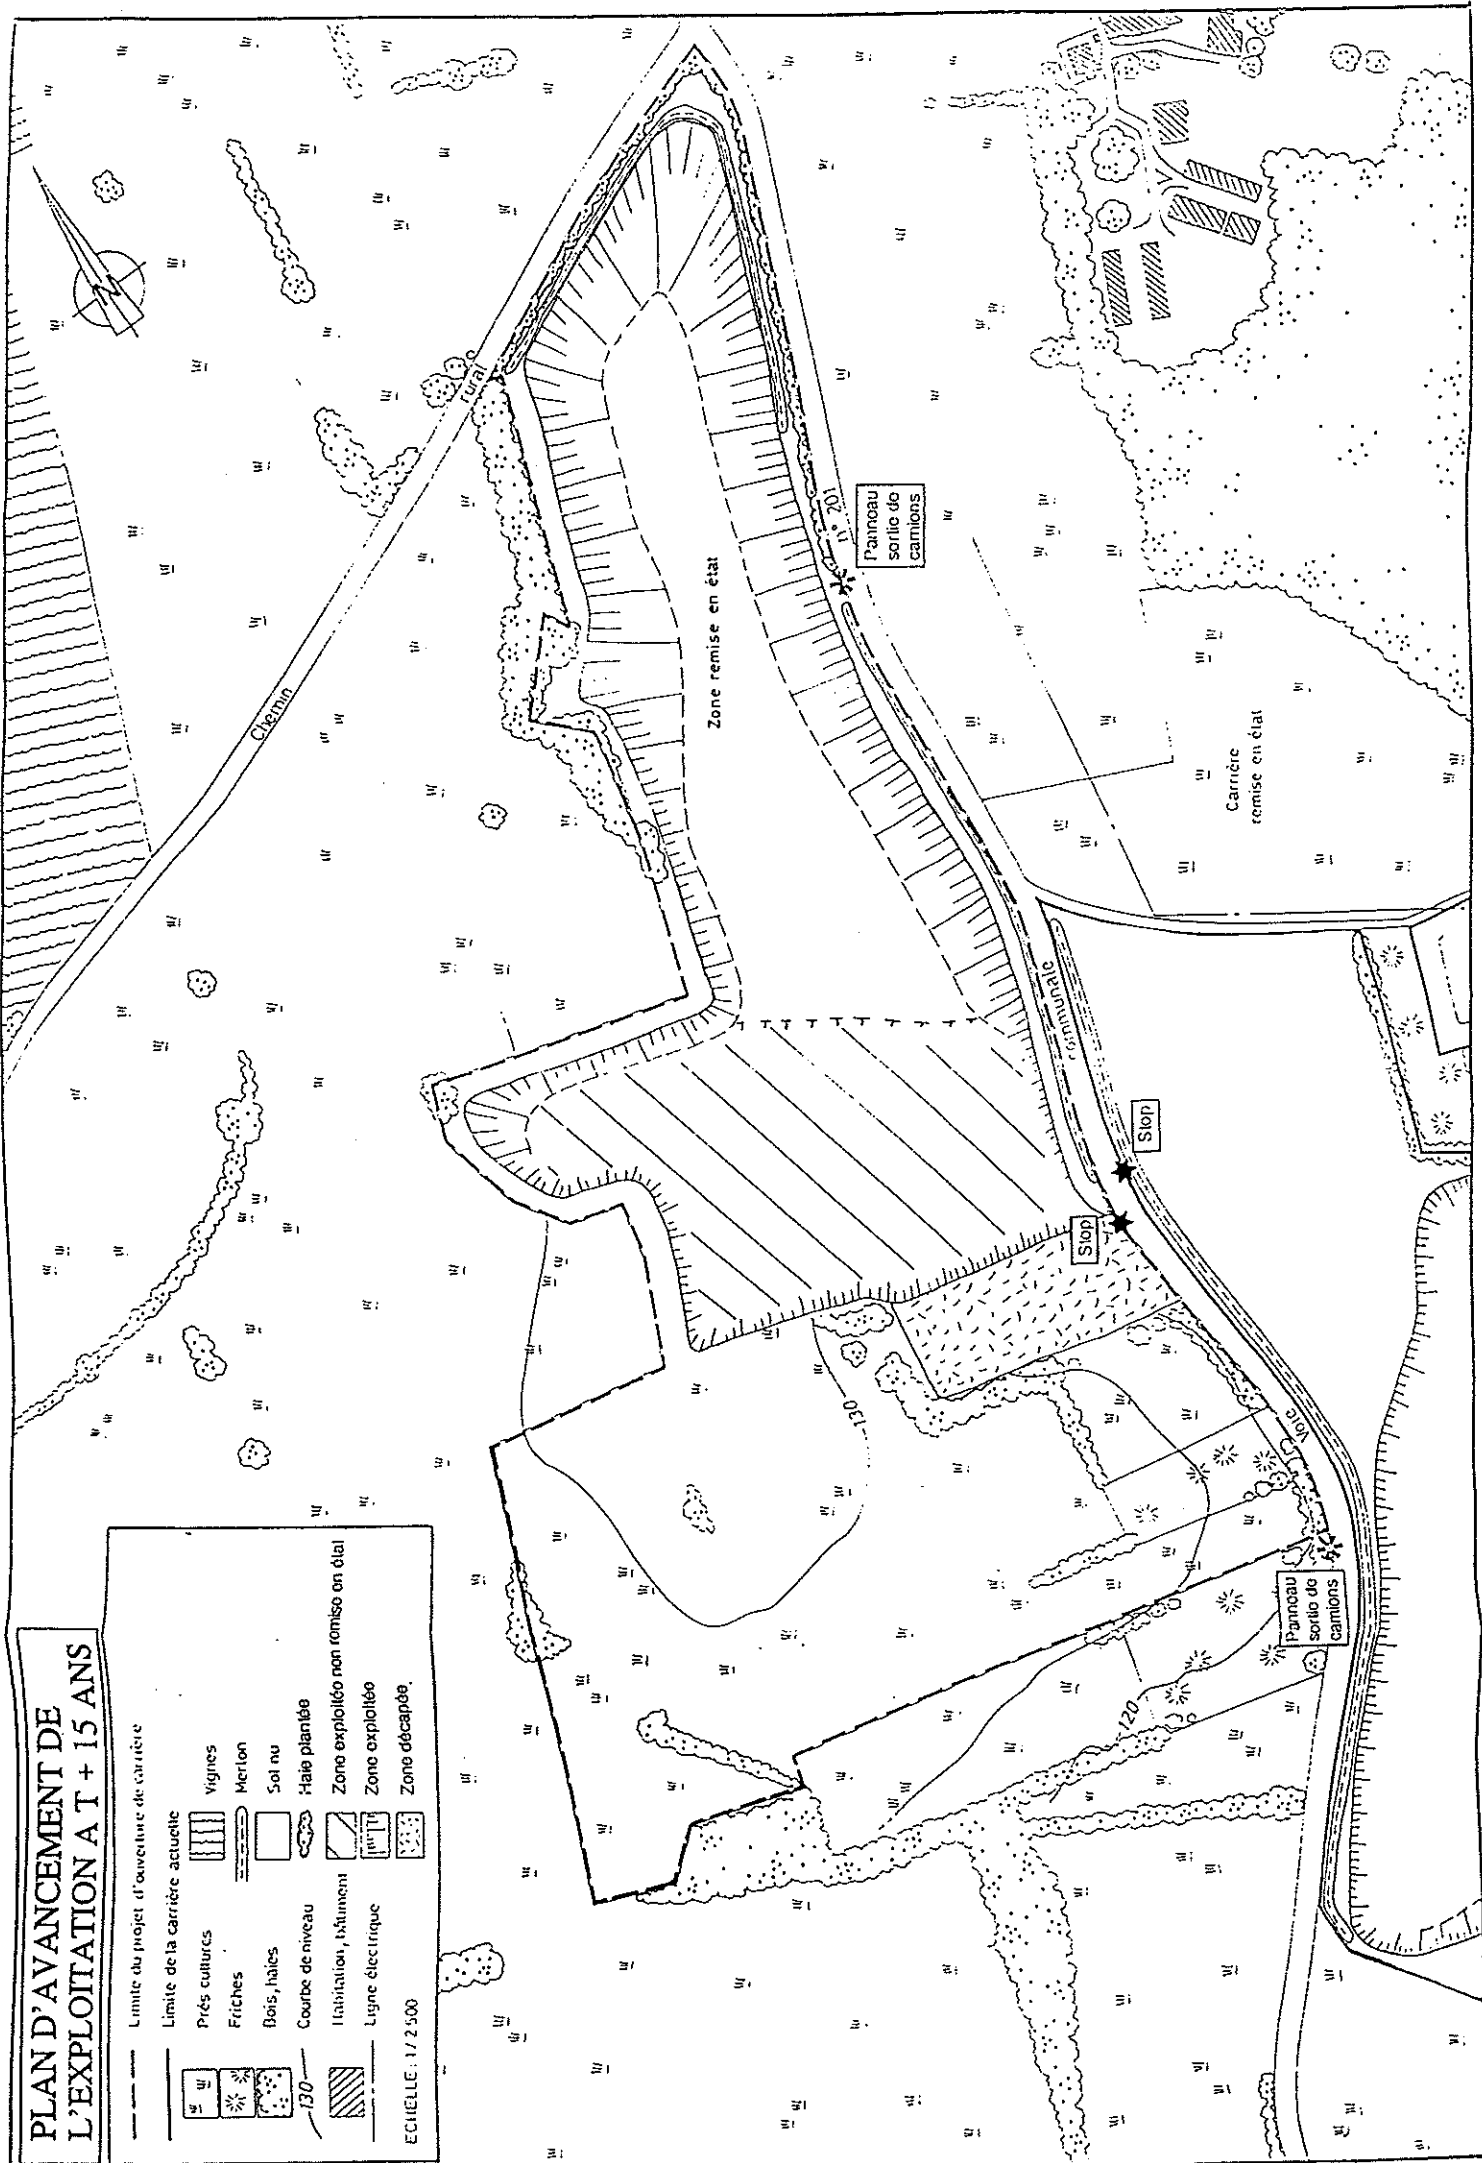 PLAN D'AVANCEMENT DE
L'EXPLOITATION A T + 15 ANS
Limite du projet d'ouverture de carrière
Limite de la carrière actuelle
Prés cultures
Friches
Bois, haies
130
Courbe de niveau
Habitation, bâtiment
Ligne électrique
Vignes
Merlon
Sol nu
Haie plantée
Zone exploitée non remise en état
Zone exploitée
Zone décapée
ECHELLE : 1/2 500
Chemin
rural
Zone remise en état
n° 201
Panneau
sortie de
camions
Carrière
remise en état
communale
Stop
Stop
130
Voie
Panneau
sortie de
camions
120